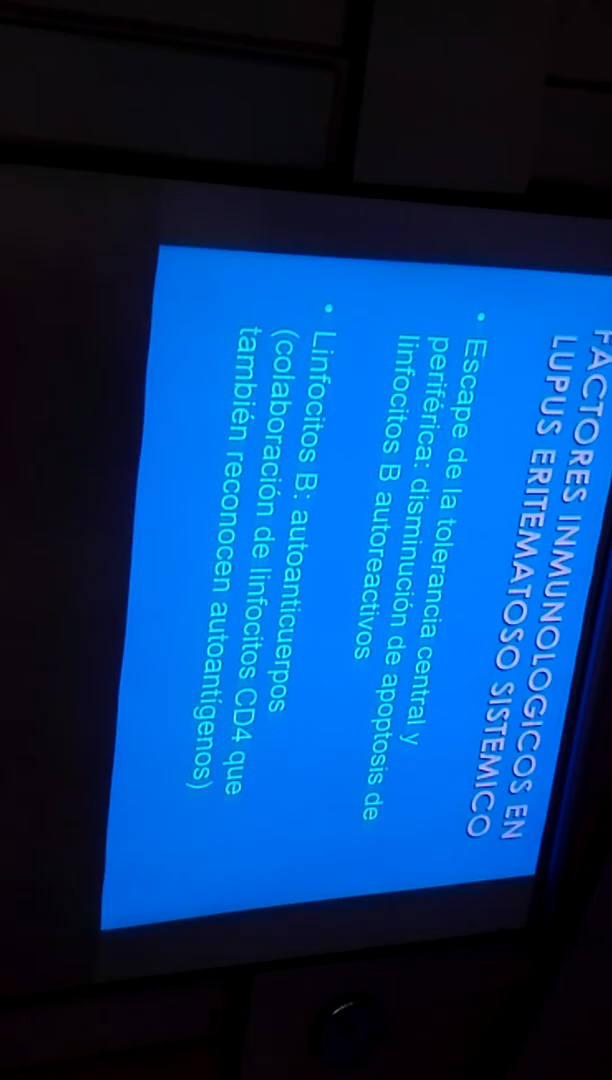 FACTORES INMUNOLOGICOS EN
LUPUS ERITEMATOSO SISTEMICO
• Escape de la tolerancia central y
periférica: disminución de apoptosis de
linfocitos B autoreactivos
• Linfocitos B: autoanticuerpos
(colaboración de linfocitos CD4 que
también reconocen autoantígenos)